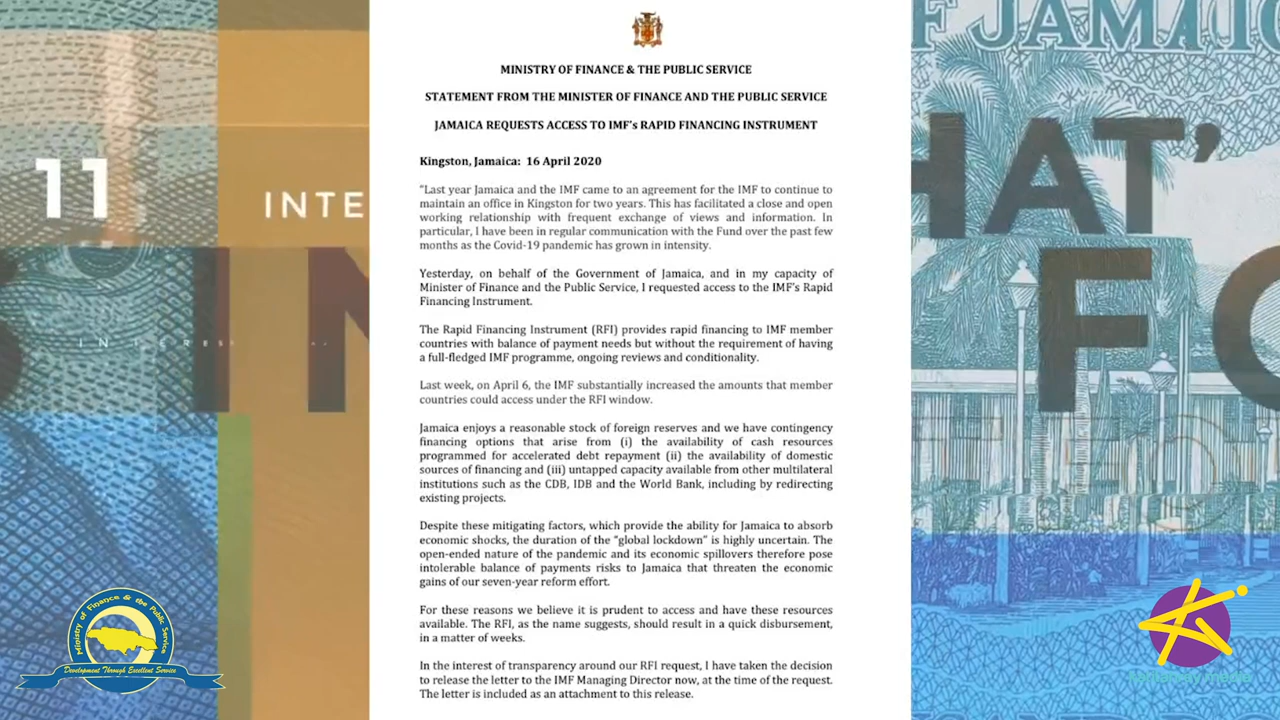 MINISTRY OF FINANCE & THE PUBLIC SERVICE
STATEMENT FROM THE MINISTER OF FINANCE AND THE PUBLIC SERVICE
JAMAICA REQUESTS ACCESS TO IMF's RAPID FINANCING INSTRUMENT
Kingston, Jamaica: 16 April 2020
"Last year Jamaica and the IMF came to an agreement for the IMF to continue to
maintain an office in Kingston for two years. This has facilitated a close and open
working relationship with frequent exchange of views and information. In
particular, I have been in regular communication with the Fund over the past few
months as the Covid-19 pandemic has grown in intensity.
Yesterday, on behalf of the Government of Jamaica, and in my capacity of
Minister of Finance and the Public Service, I requested access to the IMF's Rapid
Financing Instrument.
The Rapid Financing Instrument (RFI) provides rapid financing to IMF member
countries with balance of payment needs but without the requirement of having
a full-fledged IMF programme, ongoing reviews and conditionality.
Last week, on April 6, the IMF substantially increased the amounts that member
countries could access under the RFI window.
Jamaica enjoys a reasonable stock of foreign reserves and we have contingency
financing options that arise from (i) the availability of cash resources
programmed for accelerated debt repayment (ii) the availability of domestic
sources of financing and (iii) untapped capacity available from other multilateral
institutions such as the CDB, IDB and the World Bank, including by redirecting
existing projects.
Despite these mitigating factors, which provide the ability for Jamaica to absorb
economic shocks, the duration of the "global lockdown" is highly uncertain. The
open-ended nature of the pandemic and its economic spillovers therefore pose
intolerable balance of payments risks to Jamaica that threaten the economic
gains of our seven-year reform effort.
For these reasons we believe it is prudent to access and have these resources
available. The RFI, as the name suggests, should result in a quick disbursement,
in a matter of weeks.
In the interest of transparency around our RFI request, I have taken the decision
to release the letter to the IMF Managing Director now, at the time of the request.
The letter is included as an attachment to this release.
11
INTE
IN
F JAMAIC
HAT'
F O
Ministry of Finance & the Public Service
Development Through Excellent Service